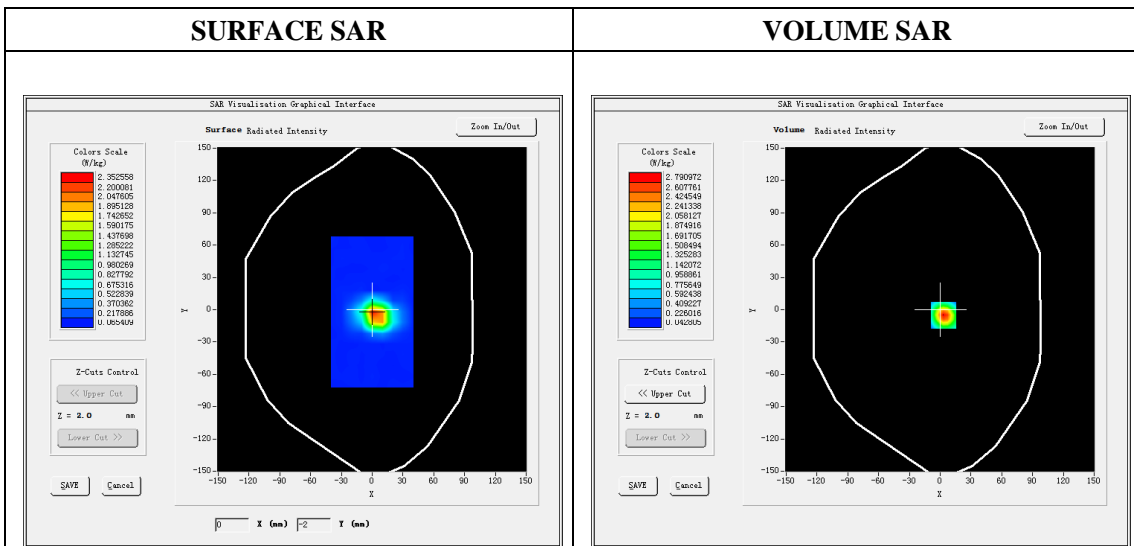 SURFACE SAR
SAR Visualisation Graphical Interface
Surface Radiated Intensity
Zoom In/Out
Colors Scale
(W/kg)
2.352558
2.200081
2.047605
1.895128
1.742652
1.590175
1.437698
1.285222
1.132745
0.980269
0.827792
0.675316
0.522839
0.370362
0.217886
0.065409
150
120
90
60
30
0
-30
-60
-90
-120
-150
Y
-150 -120 -90 -60 -30 0 30 60 90 120 150
X
Z-Cuts Control
<< Upper Cut
Z = 2.0 mm
Lower Cut >>
SAVE Cancel
0 X (mm) -2 Y (mm)
VOLUME SAR
SAR Visualisation Graphical Interface
Volume Radiated Intensity
Zoom In/Out
Colors Scale
(W/kg)
2.790972
2.607761
2.424549
2.241338
2.058127
1.874916
1.691705
1.508494
1.325283
1.142072
0.958861
0.775649
0.592438
0.409227
0.226016
0.042805
150
120
90
60
30
0
-30
-60
-90
-120
-150
Y
-150 -120 -90 -60 -30 0 30 60 90 120 150
X
Z-Cuts Control
<< Upper Cut
Z = 2.0 mm
Lower Cut >>
SAVE Cancel